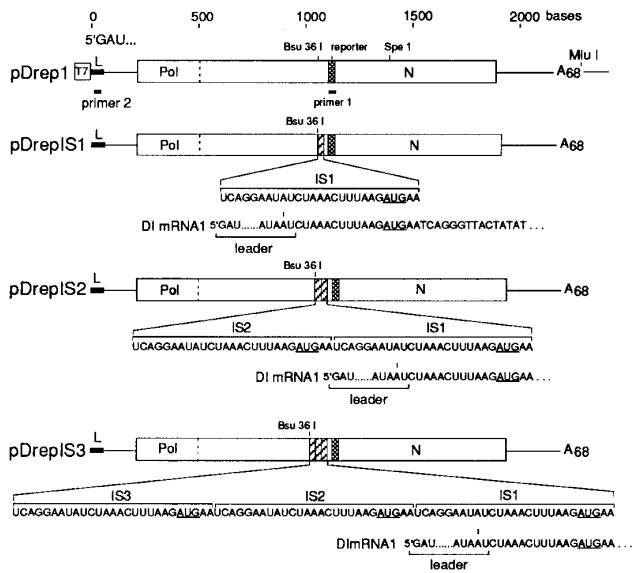 0 500 1000 1500 2000 bases
5'GAU...
Bsu 36 I reporter Spe 1 Mlu I
pDrep1 T7 L Pol N A68
primer 2 primer 1
Bsu 36 I
pDrepIS1 L Pol N A68
IS1
UCAGGAAUAUCUAAACUUUAAGAUGAA
DI mRNA1 5'GAU......AUAAUCUAAACUUUAAGAUGAATCAGGGTTACTATAT...
leader
Bsu 36 I
pDrepIS2 L Pol N A68
IS2 IS1
UCAGGAAUAUCUAAACUUUAAGAUGAAUCAGGAAUAUCUAAACUUUAAGAUGAA
DI mRNA1 5'GAU......AUAAUCUAAACUUUAAGAUGAA...
leader
Bsu 36 I
pDrepIS3 L Pol N A68
IS3 IS2 IS1
UCAGGAAUAUCUAAACUUUAAGAUGAAUCAGGAAUAUCUAAACUUUAAGAUGAAUCAGGAAUAUCUAAACUUUAAGAUGAA
DImRNA1 5'GAU......AUAAUCUAAACUUUAAGAUGAA...
leader